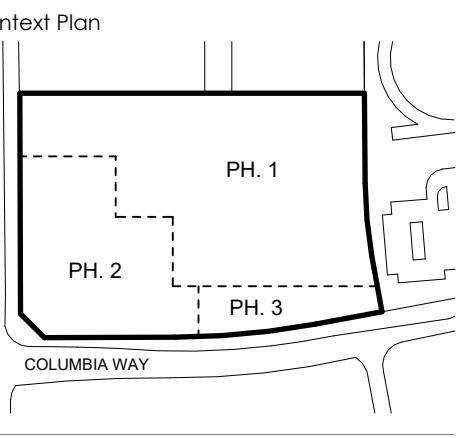 ntext Plan
PH. 1
PH. 2
PH. 3
COLUMBIA WAY